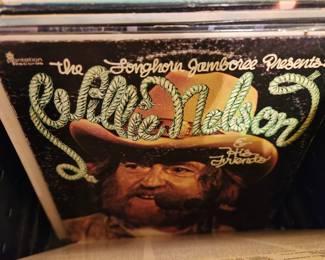 Plantation
Records
The Longhorn Jamboree Presents:
Willie Nelson
& His
Friends